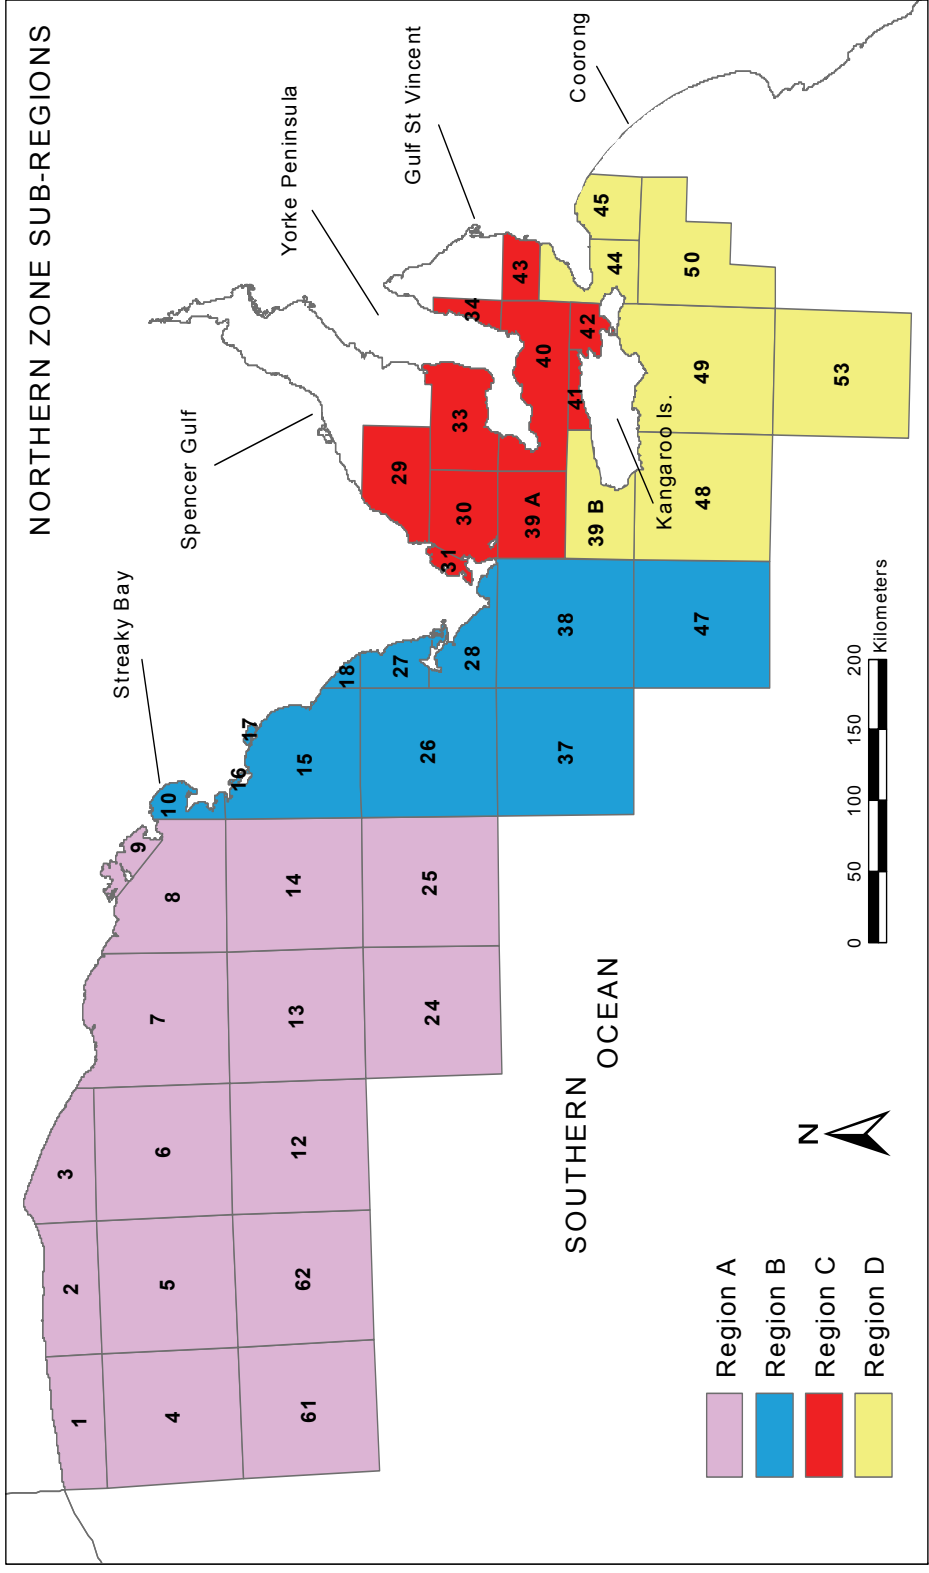 NORTHERN ZONE SUB-REGIONS
Streaky Bay
Spencer Gulf
Yorke Peninsula
Gulf St Vincent
Coorong
Kangaroo Is.
1
2
3
4
5
6
7
8
9
10
61
62
12
13
14
15
16
17
18
24
25
26
27
28
29
30
31
33
34
37
38
39 A
39 B
40
41
42
43
44
45
47
48
49
50
53
SOUTHERN
OCEAN
N
Region A
Region B
Region C
Region D
0 50 100 150 200
Kilometers